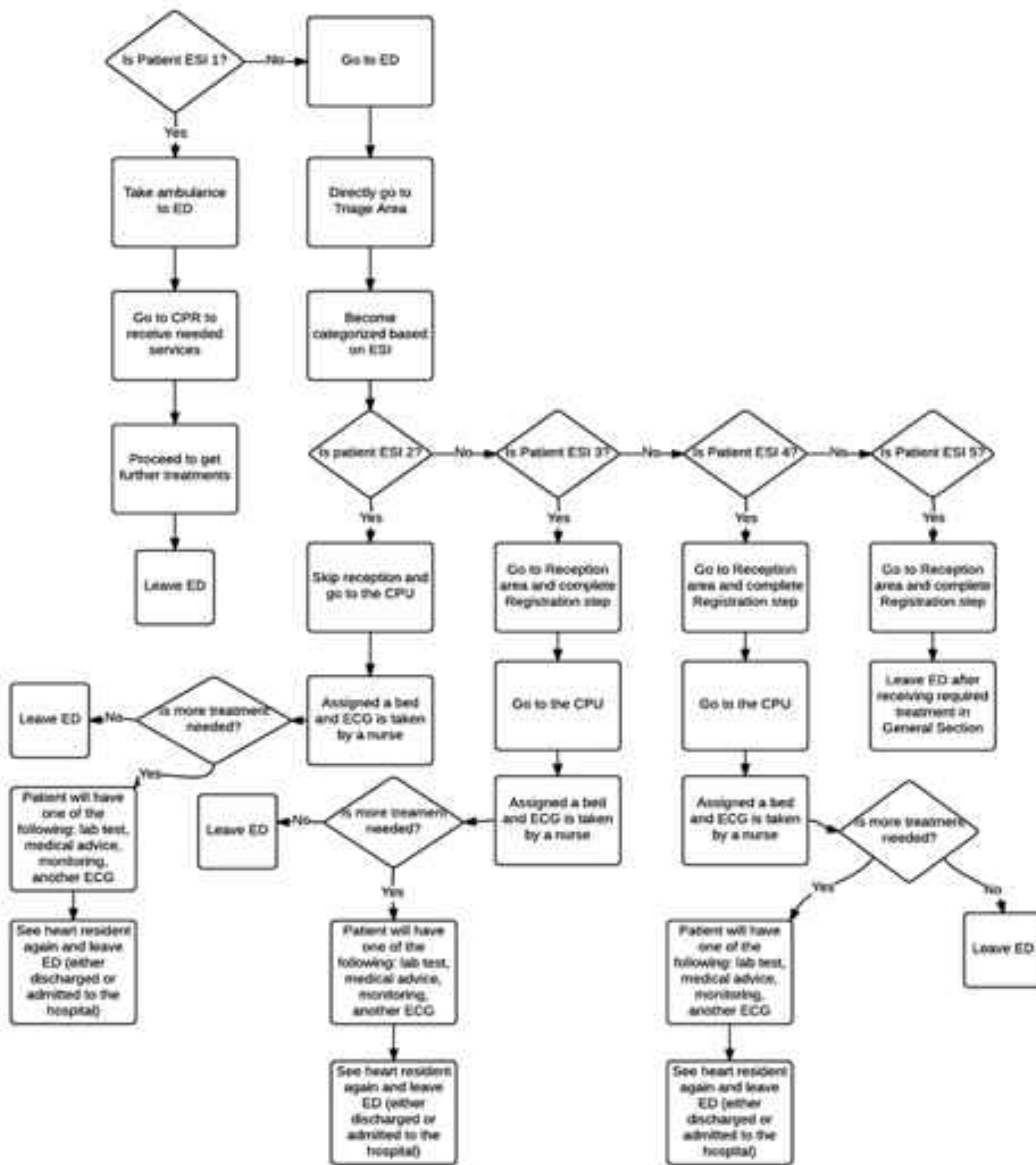 Is Patient ESI 1?
No
Go to ED
Yes
Take ambulance
to ED
Directly go to
Triage Area
Go to CPR to
receive needed
services
Become
categorized based
on ESI
Proceed to get
further treatments
Is patient ESI 2?
No
Is Patient ESI 3?
No
Is Patient ESI 4?
No
Is Patient ESI 5?
Yes
Yes
Yes
Yes
Leave ED
Skip reception and
go to the CPU
Go to Reception
area and complete
Registration step
Go to Reception
area and complete
Registration step
Go to Reception
area and complete
Registration step
Leave ED
No
Is more treatment
needed?
Assigned a bed
and ECG is taken
by a nurse
Go to the CPU
Go to the CPU
Leave ED after
receiving required
treatment in
General Section
Yes
Patient will have
one of the
following: lab test,
medical advice,
monitoring,
another ECG
Leave ED
No
Is more treament
needed?
Assigned a bed
and ECG is taken
by a nurse
Assigned a bed
and ECG is taken
by a nurse
Is more treatment
needed?
Yes
Yes
No
See heart resident
again and leave
ED (either
discharged or
admitted to the
hospital)
Patient will have
one of the
following: lab test,
medical advice,
monitoring,
another ECG
Patient will have
one of the
following: lab test,
medical advice,
monitoring,
another ECG
Leave ED
See heart resident
again and leave
ED (either
discharged or
admitted to the
hospital)
See heart resident
again and leave
ED (either
discharged or
admitted to the
hospital)